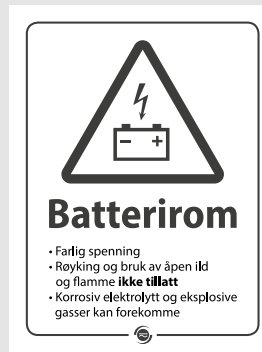 Batterirom
• Farlig spenning
• Røyking og bruk av åpen ild
og flamme ikke tillatt
• Korrosiv elektrolytt og eksplosive
gasser kan forekomme